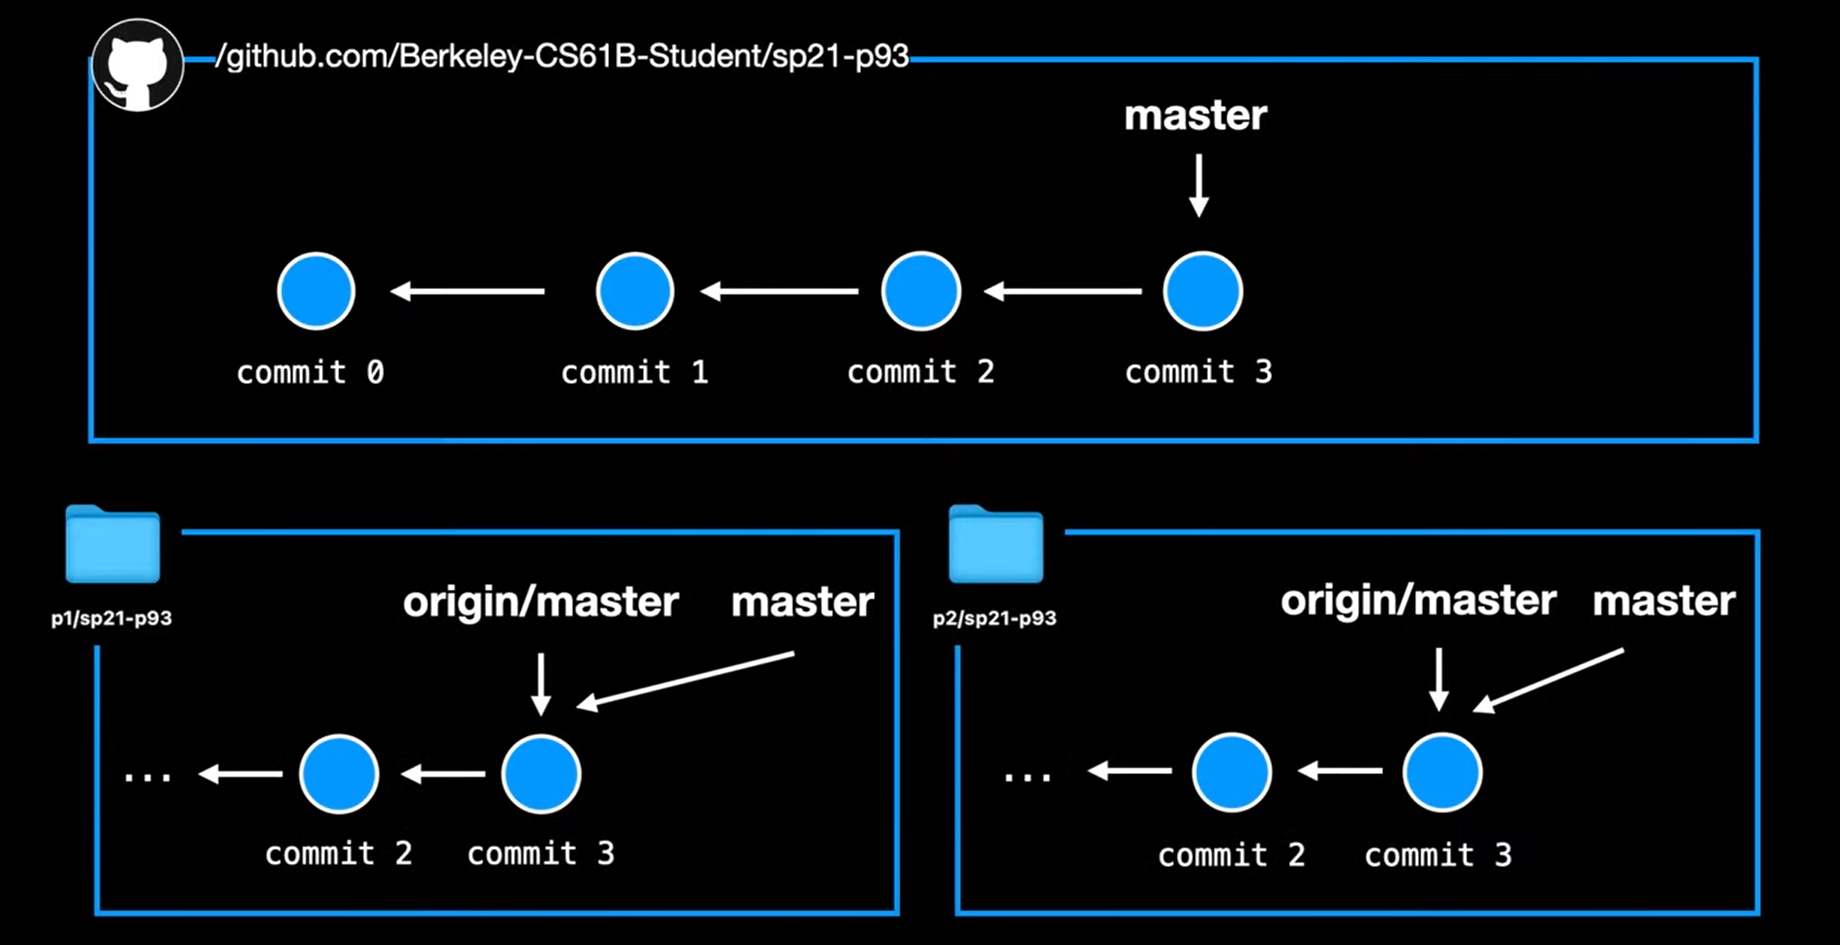 /github.com/Berkeley-CS61B-Student/sp21-p93
master
commit 0 commit 1 commit 2 commit 3
p1/sp21-p93
origin/master master
...
commit 2 commit 3
p2/sp21-p93
origin/master master
...
commit 2 commit 3